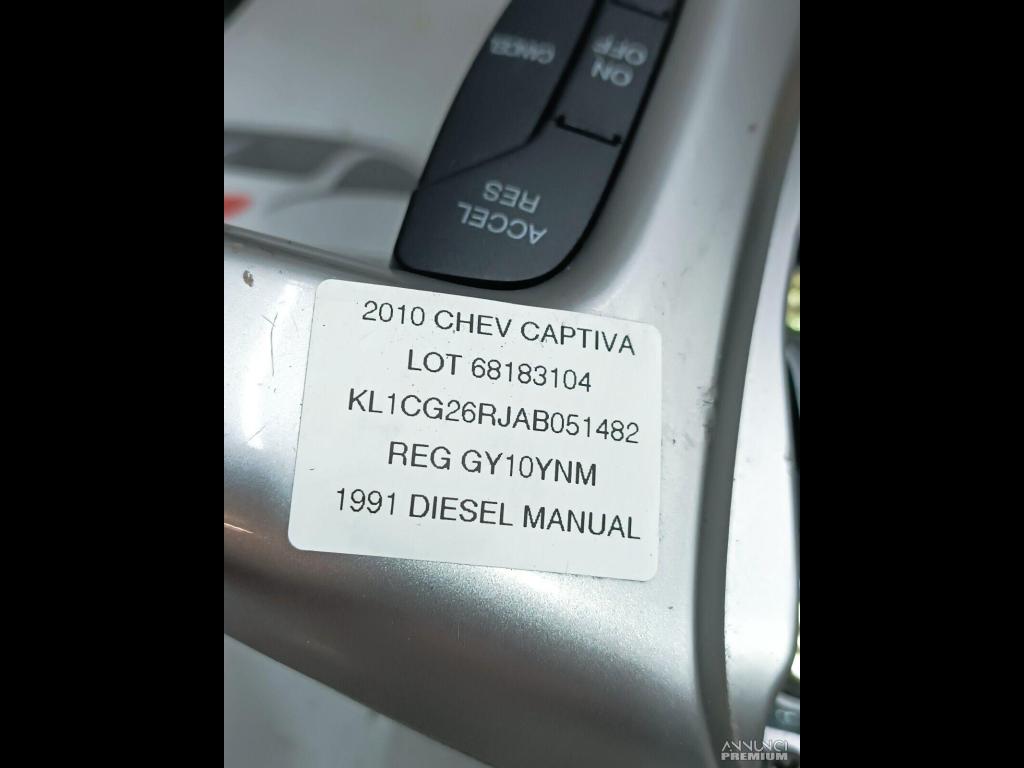 CANCEL
ON
OFF
ACCEL
RES
2010 CHEV CAPTIVA
LOT 68183104
KL1CG26RJAB051482
REG GY10YNM
1991 DIESEL MANUAL
ANNUNCI
PREMIUM